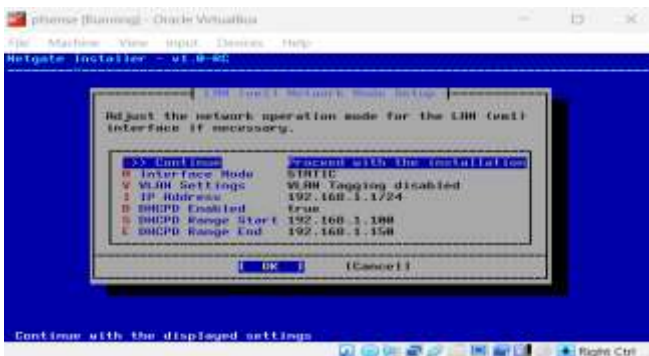 pfsense [Running] - Oracle VirtualBox
File Machine View Input Devices Help
Netgate Installer - v1.0-RC
LAN (em1) Network Mode Setup
Adjust the network operation mode for the LAN (em1)
interface if necessary.
>> Continue Proceed with the installation
M Interface Mode STATIC
V VLAN Settings VLAN Tagging disabled
I IP Address 192.168.1.1/24
D DHCPD Enabled true
S DHCPD Range Start 192.168.1.100
E DHCPD Range End 192.168.1.150
[ OK ] [Cancel]
Continue with the displayed settings
Right Ctrl